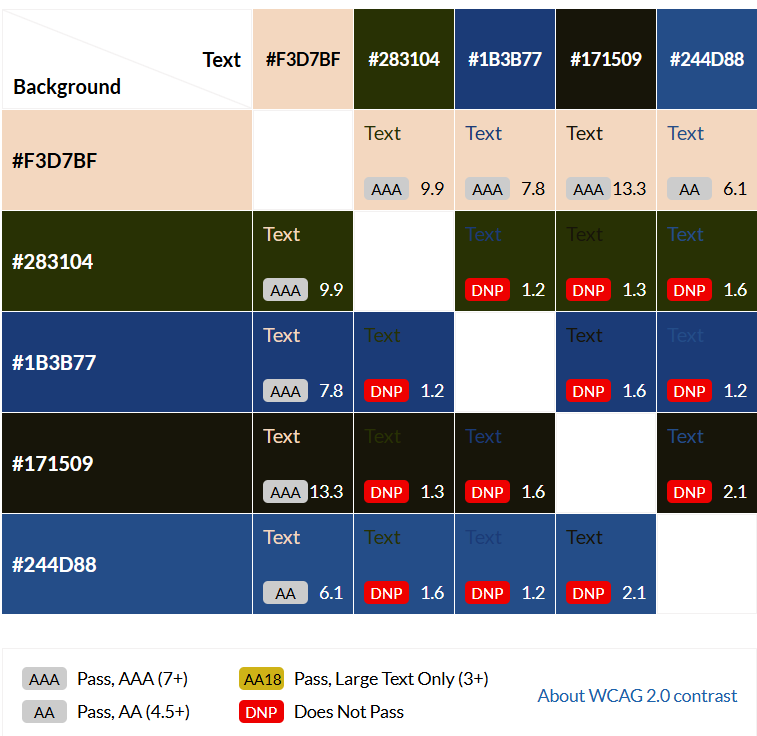 Text #F3D7BF #283104 #1B3B77 #171509 #244D88
Background
#F3D7BF Text Text Text Text
AAA 9.9 AAA 7.8 AAA 13.3 AA 6.1
#283104 Text Text Text Text
AAA 9.9 DNP 1.2 DNP 1.3 DNP 1.6
#1B3B77 Text Text Text Text
AAA 7.8 DNP 1.2 DNP 1.6 DNP 1.2
#171509 Text Text Text Text
AAA 13.3 DNP 1.3 DNP 1.6 DNP 2.1
#244D88 Text Text Text Text
AA 6.1 DNP 1.6 DNP 1.2 DNP 2.1
AAA Pass, AAA (7+) AA18 Pass, Large Text Only (3+)
About WCAG 2.0 contrast
AA Pass, AA (4.5+) DNP Does Not Pass